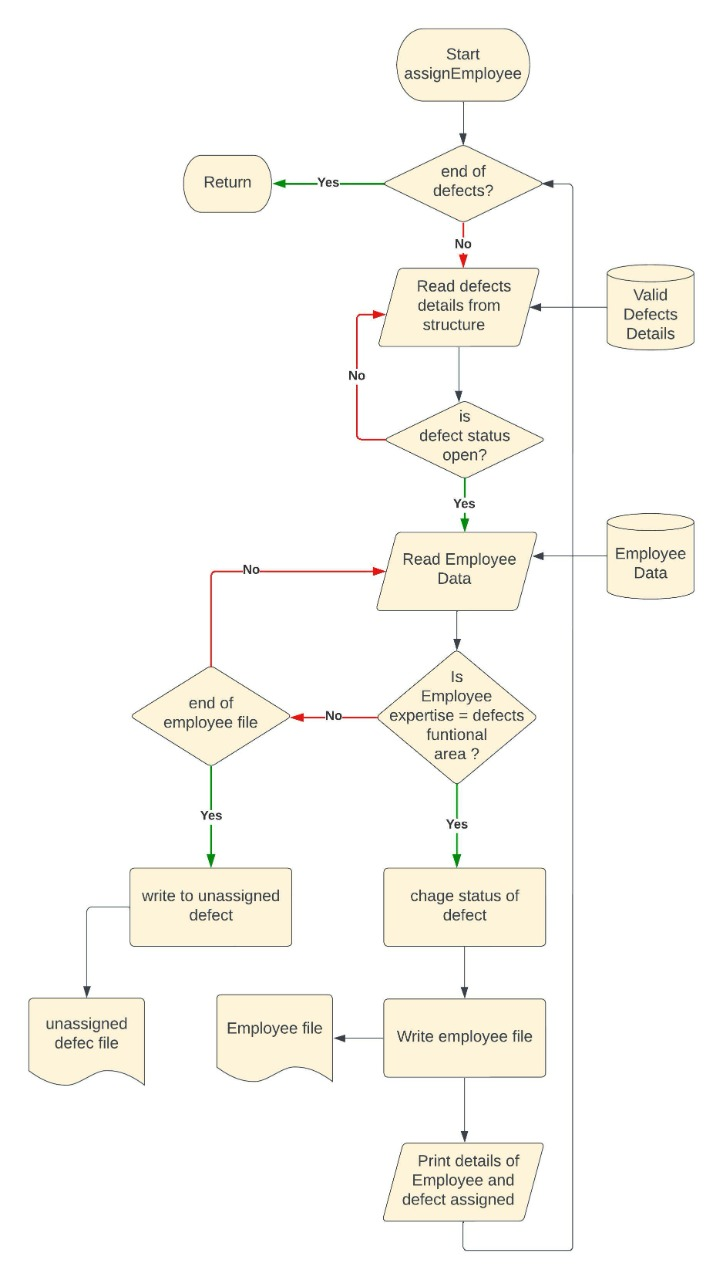 Start
assignEmployee
end of
defects?
Yes
Return
No
Read defects
details from
structure
Valid
Defects
Details
No
is
defect status
open?
Yes
Read Employee
Data
Employee
Data
No
Is
Employee
expertise = defects
funtional
area ?
No
end of
employee file
Yes
Yes
write to unassigned
defect
chage status of
defect
unassigned
defec file
Employee file
Write employee file
Print details of
Employee and
defect assigned